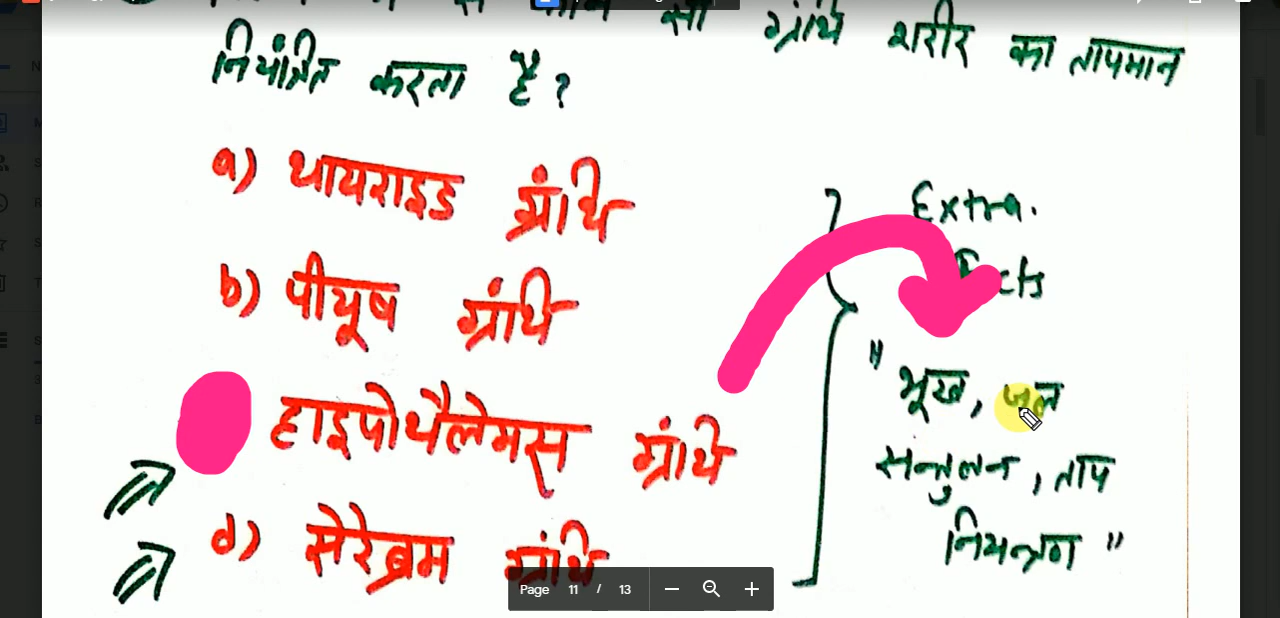 सी ग्रंथि शरीर का तापमान
नियंत्रित करता है?
a) थायराइड ग्रंथि
b) पीयूष ग्रंथि
हाइपोथैलेमस ग्रंथि
d) सेरेब्रम ग्रंथि
Extra.
"भूख, जल
सन्तुलन, ताप
नियन्त्रण"
Page 11 / 13